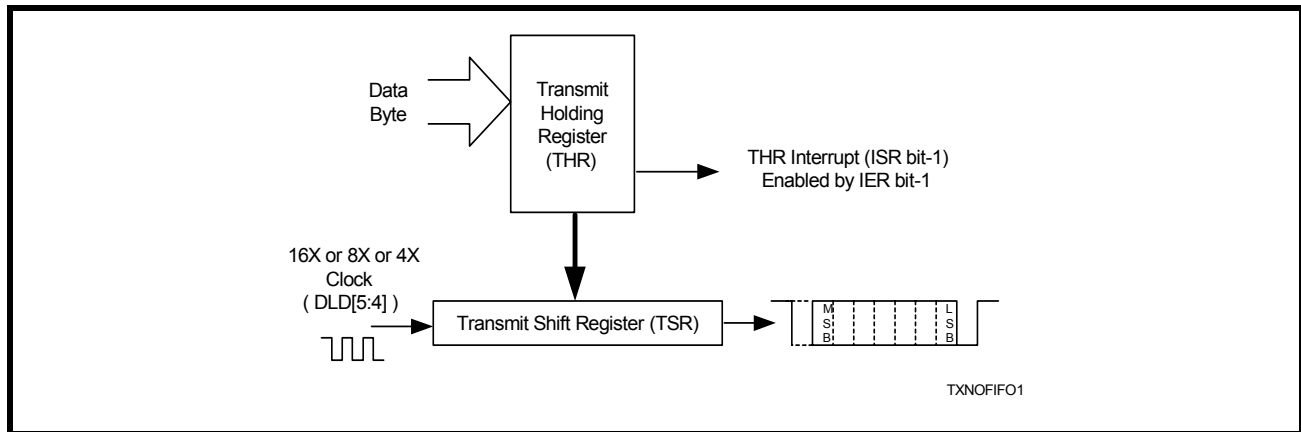 Data
Byte
Transmit
Holding
Register
(THR)
THR Interrupt (ISR bit-1)
Enabled by IER bit-1
16X or 8X or 4X
Clock
( DLD[5:4] )
Transmit Shift Register (TSR)
M
S
B
L
S
B
TXNOFIFO1